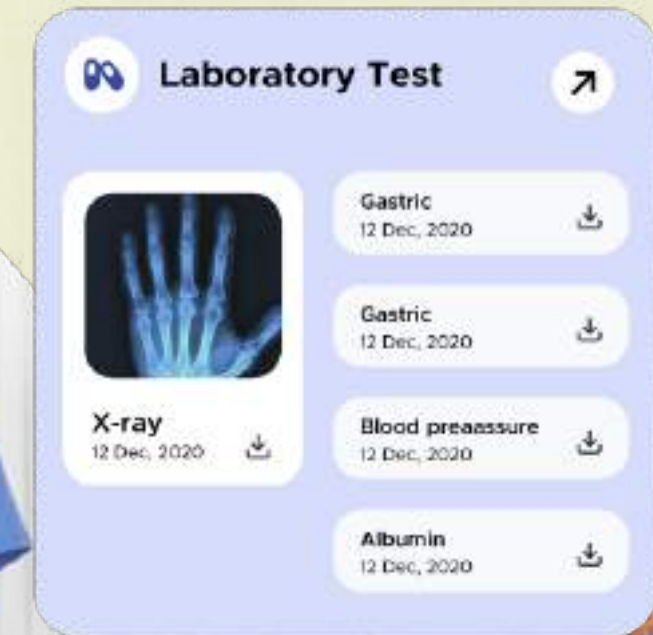 Laboratory Test
X-ray
12 Dec, 2020
Gastric
12 Dec, 2020
Gastric
12 Dec, 2020
Blood preaassure
12 Dec, 2020
Albumin
12 Dec, 2020